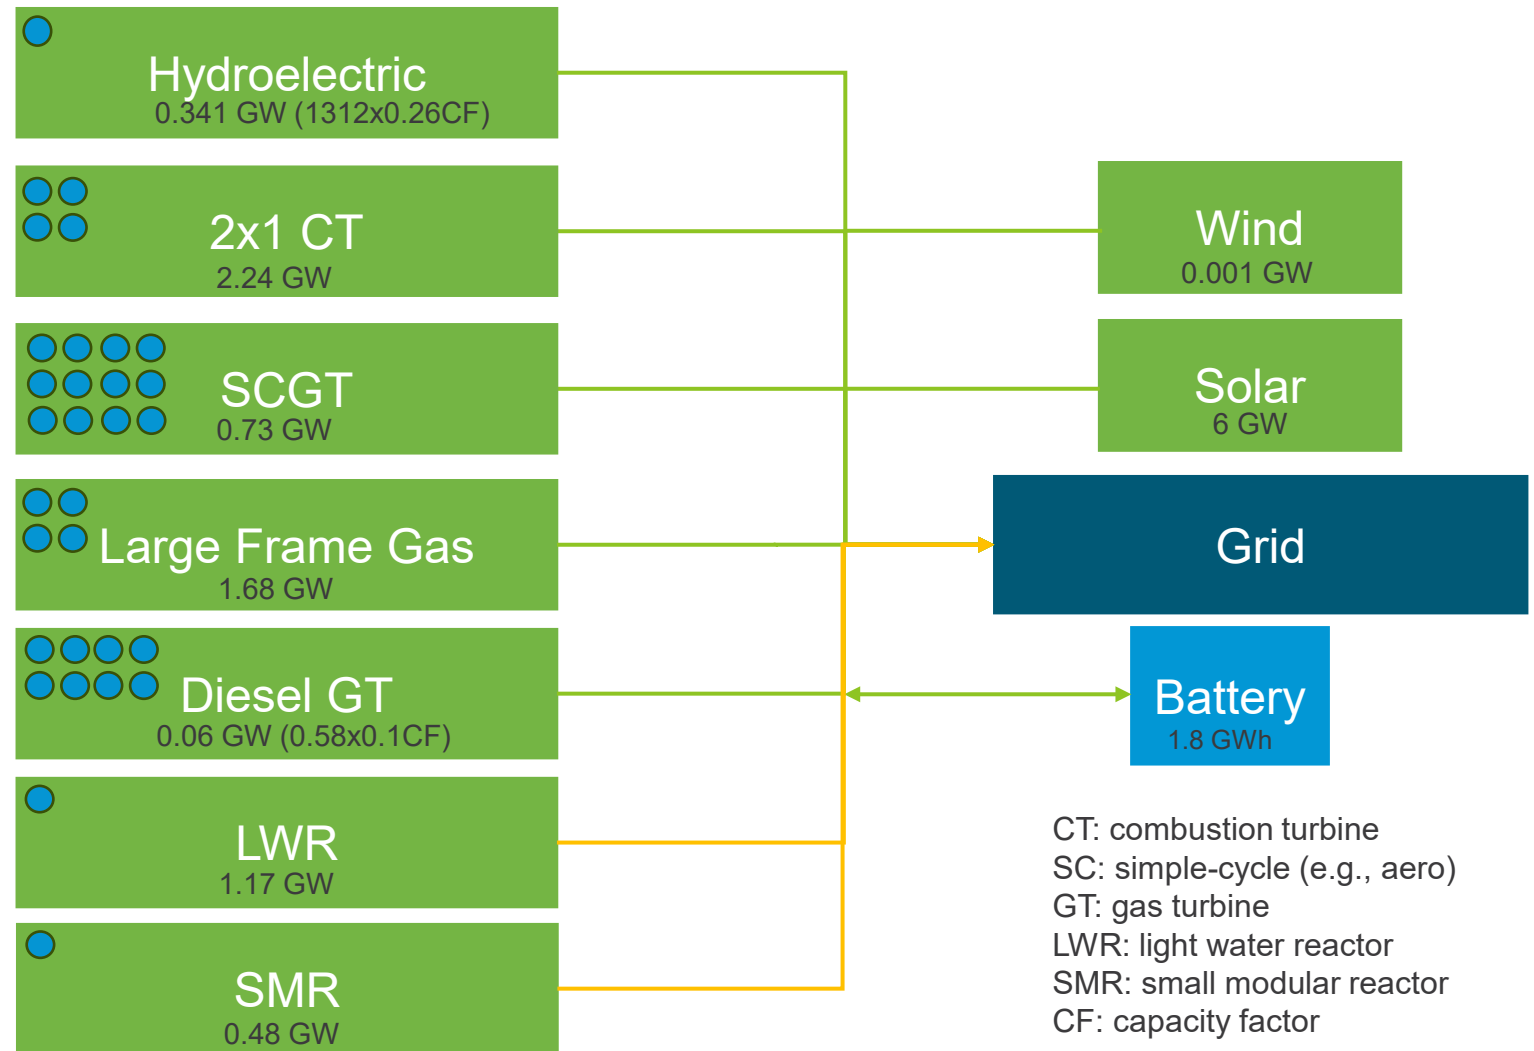 Hydroelectric
0.341 GW (1312x0.26CF)
2x1 CT
2.24 GW
SCGT
0.73 GW
Large Frame Gas
1.68 GW
Diesel GT
0.06 GW (0.58x0.1CF)
LWR
1.17 GW
SMR
0.48 GW
Wind
0.001 GW
Solar
6 GW
Grid
Battery
1.8 GWh
CT: combustion turbine
SC: simple-cycle (e.g., aero)
GT: gas turbine
LWR: light water reactor
SMR: small modular reactor
CF: capacity factor